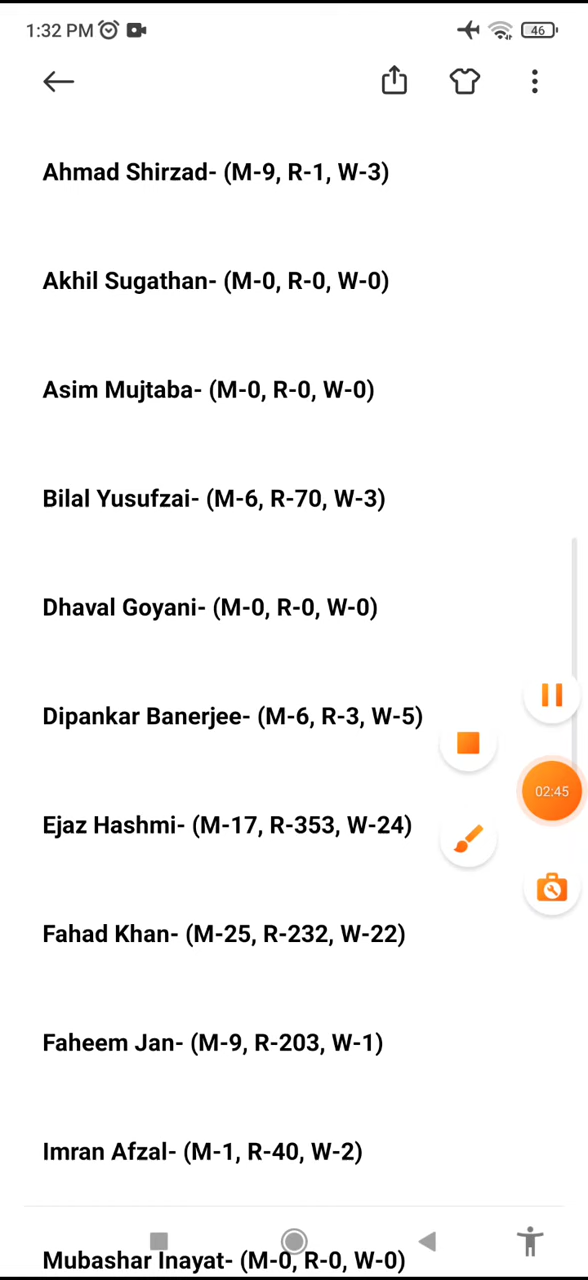 1:32 PM
46
Ahmad Shirzad- (M-9, R-1, W-3)
Akhil Sugathan- (M-0, R-0, W-0)
Asim Mujtaba- (M-0, R-0, W-0)
Bilal Yusufzai- (M-6, R-70, W-3)
Dhaval Goyani- (M-0, R-0, W-0)
Dipankar Banerjee- (M-6, R-3, W-5)
02:45
Ejaz Hashmi- (M-17, R-353, W-24)
Fahad Khan- (M-25, R-232, W-22)
Faheem Jan- (M-9, R-203, W-1)
Imran Afzal- (M-1, R-40, W-2)
Mubashar Inayat- (M-0, R-0, W-0)